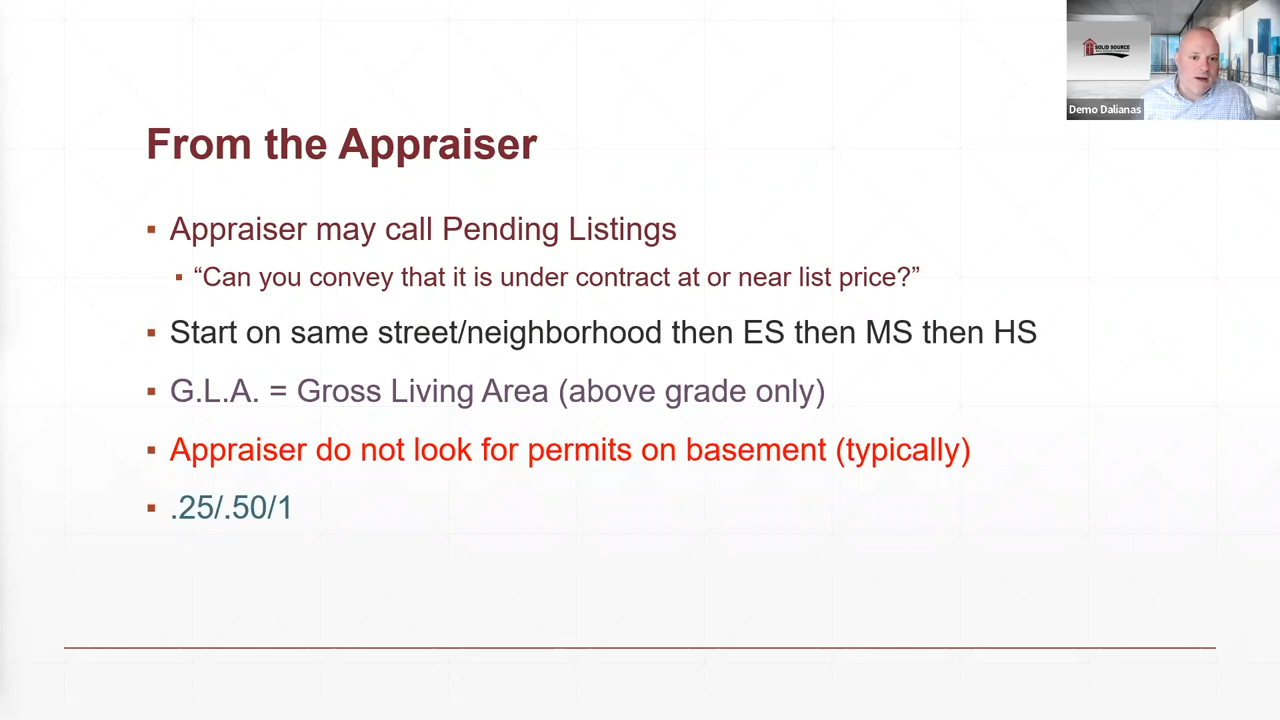 SOLID SOURCE
Demo Dalianas
From the Appraiser
▪ Appraiser may call Pending Listings
▪ “Can you convey that it is under contract at or near list price?”
▪ Start on same street/neighborhood then ES then MS then HS
▪ G.L.A. = Gross Living Area (above grade only)
▪ Appraiser do not look for permits on basement (typically)
▪ .25/.50/1